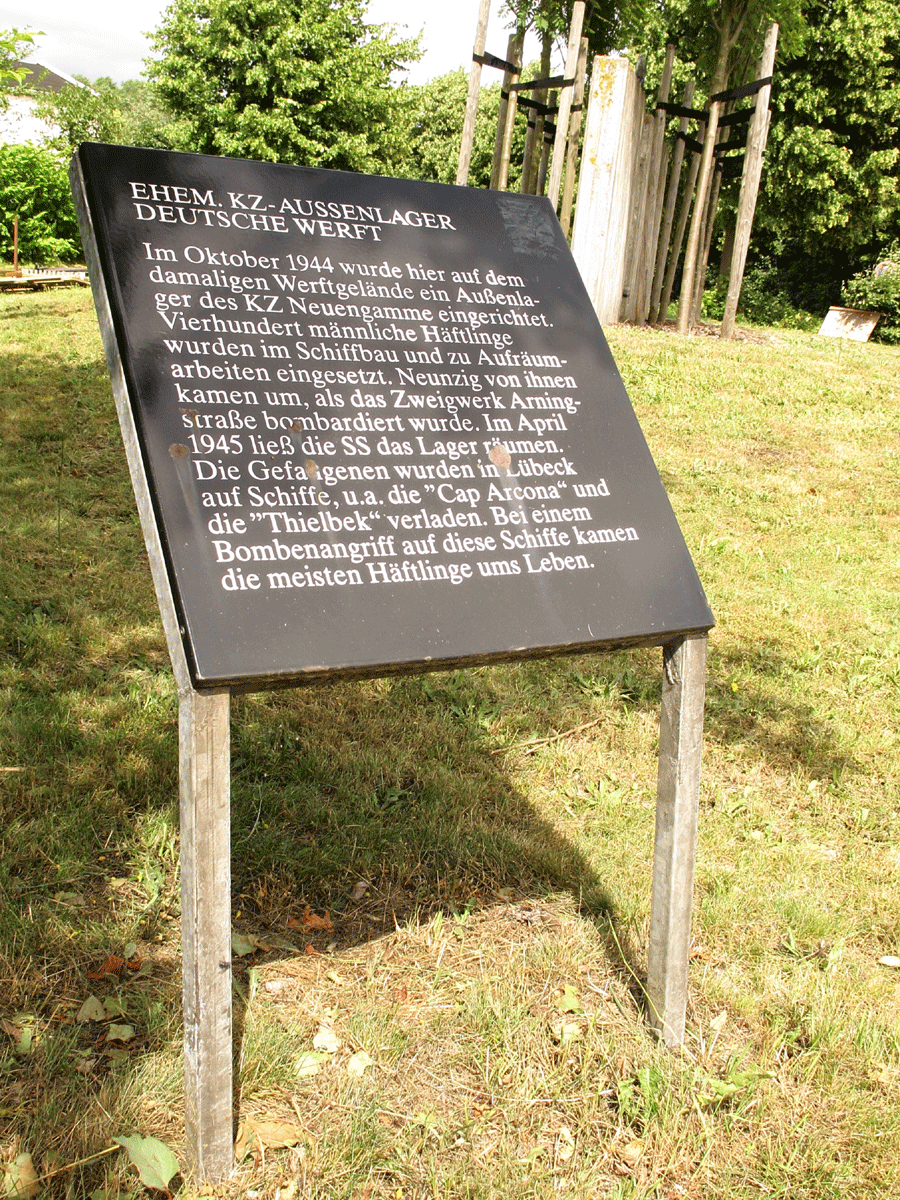 EHEM. KZ-AUSSENLAGER
DEUTSCHE WERFT
Im Oktober 1944 wurde hier auf dem
damaligen Werftgelände ein Außenla-
ger des KZ Neuengamme eingerichtet.
Vierhundert männliche Häftlinge
wurden im Schiffbau und zu Aufräum-
arbeiten eingesetzt. Neunzig von ihnen
kamen um, als das Zweigwerk Arning-
straße bombardiert wurde. Im April
1945 ließ die SS das Lager räumen.
Die Gefangenen wurden in Lübeck
auf Schiffe, u.a. die ”Cap Arcona“ und
die ”Thielbek“ verladen. Bei einem
Bombenangriff auf diese Schiffe kamen
die meisten Häftlinge ums Leben.